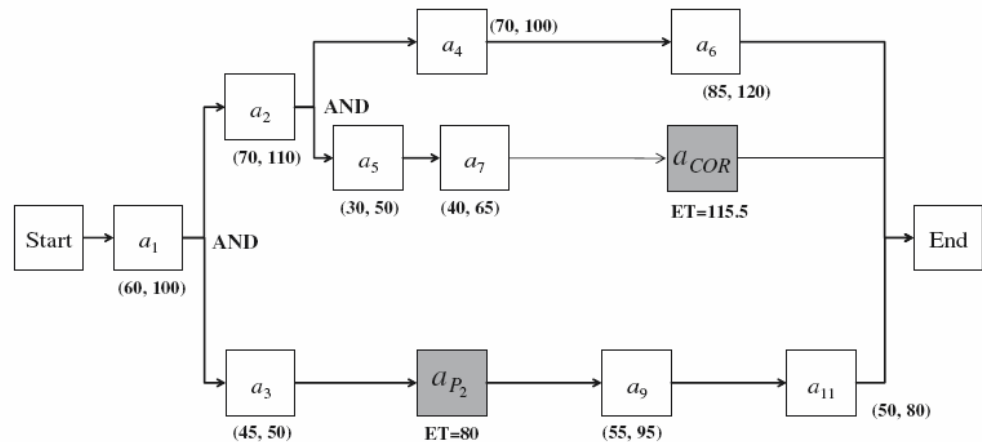 a4
(70, 100)
a6
(85, 120)
a2
AND
(70, 110)
a5
(30, 50)
a7
(40, 65)
aCOR
ET=115.5
Start
a1
(60, 100)
AND
End
a3
(45, 50)
aP2
ET=80
a9
(55, 95)
a11
(50, 80)